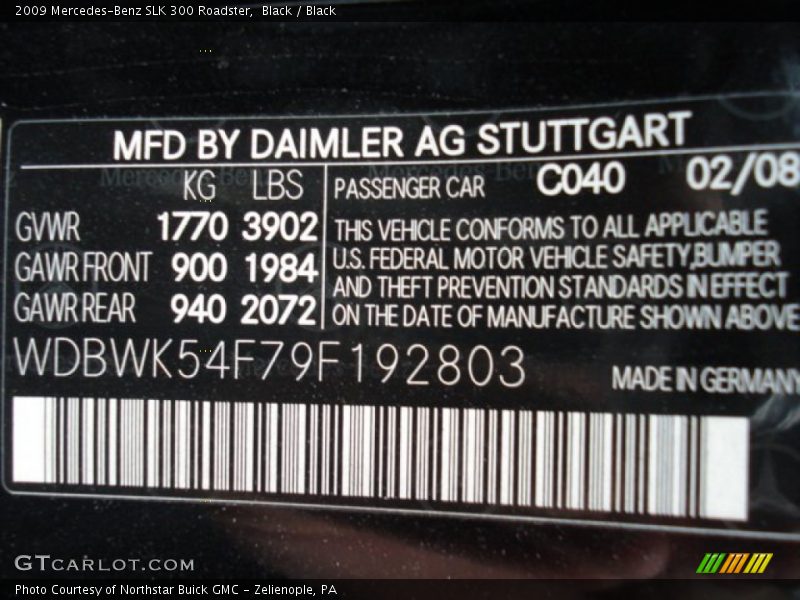 2009 Mercedes-Benz SLK 300 Roadster,  Black / Black
MFD BY DAIMLER AG STUTTGART
KG LBS
GVWR 1770 3902
GAWR FRONT 900 1984
GAWR REAR 940 2072
PASSENGER CAR C040 02/08
THIS VEHICLE CONFORMS TO ALL APPLICABLE
U.S. FEDERAL MOTOR VEHICLE SAFETY,BUMPER
AND THEFT PREVENTION STANDARDS IN EFFECT
ON THE DATE OF MANUFACTURE SHOWN ABOVE
WDBWK54F79F192803
MADE IN GERMANY
GTCARLOT.COM
Photo Courtesy of Northstar Buick GMC - Zelienople, PA